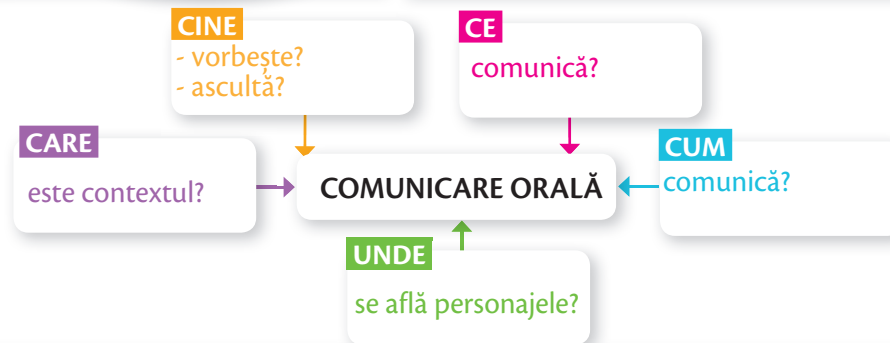 CINE
- vorbește?
- ascultă?
CE
comunică?
CARE
este contextul?
COMUNICARE ORALĂ
CUM
comunică?
UNDE
se află personajele?